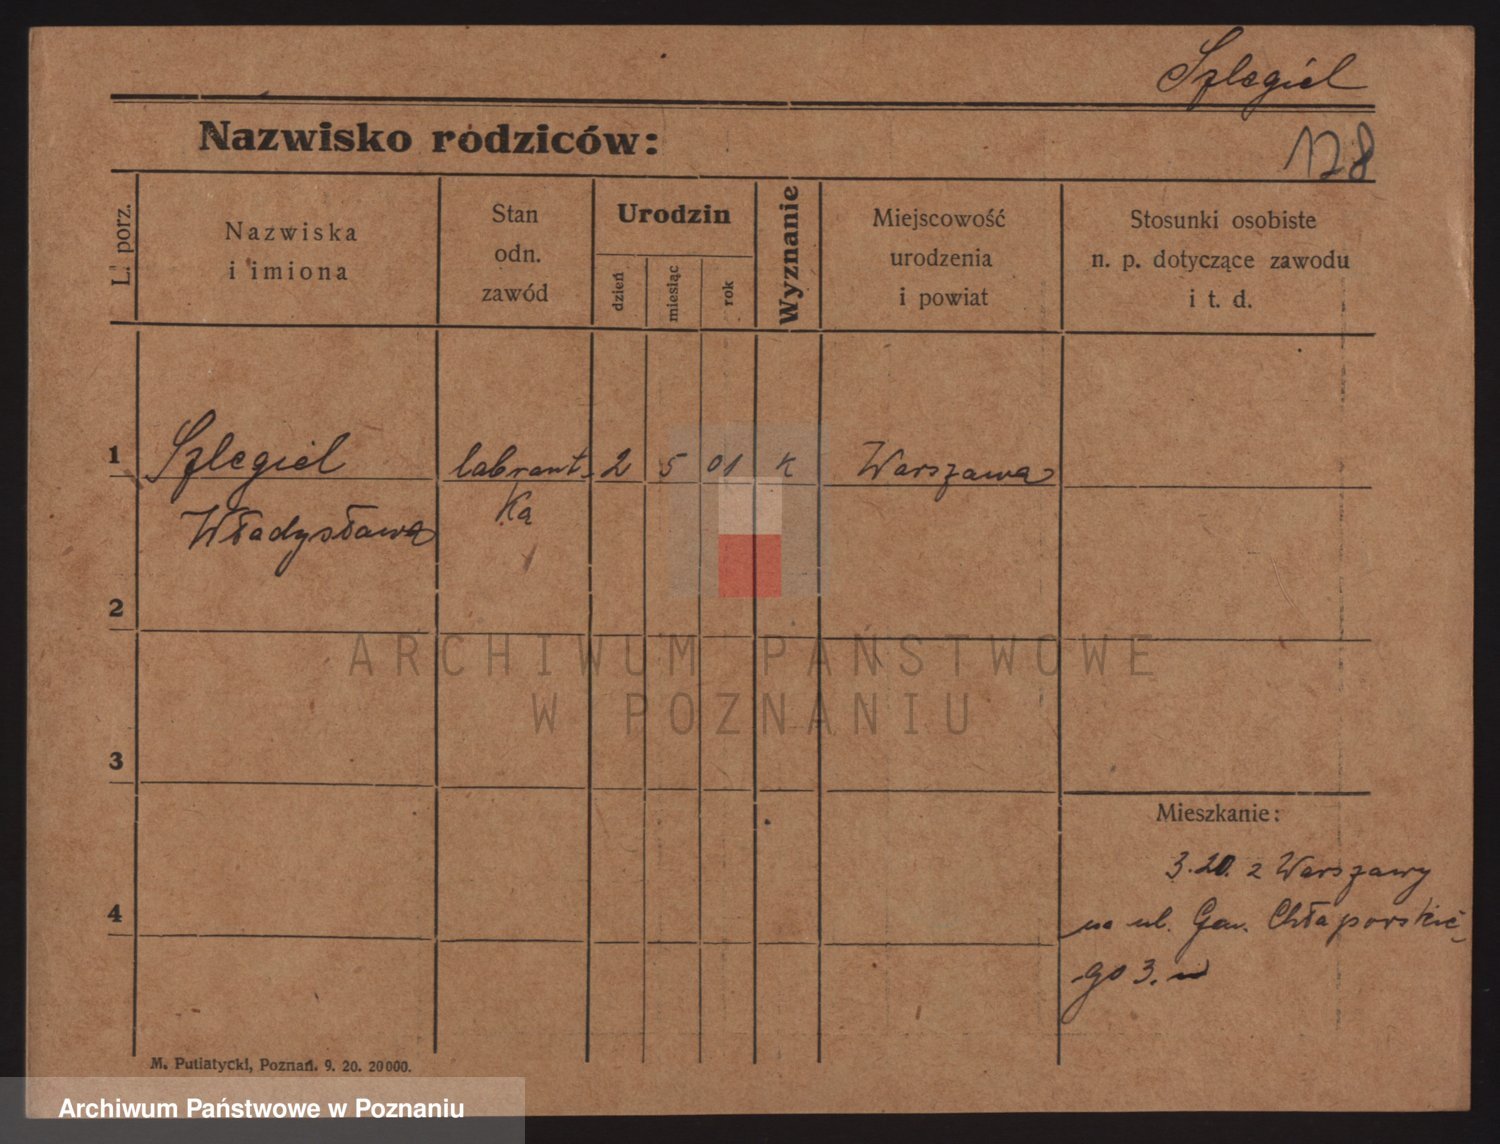 Szlegiel
Nazwisko rodziców:
128
L. porz.
Nazwiska
i imiona
Stan
odn.
zawód
Urodzin
dzień
miesiąc
rok
Wyznanie
Miejscowość
urodzenia
i powiat
Stosunki osobiste
n. p. dotyczące zawodu
i t. d.
1
Szlegiel
labrant-
2
5
01
K
Warszawa
Władysława
ką
2
ARCHIWUM PAŃSTWOWE
W POZNANIU
3
Mieszkanie:
3.20. z Warszawy
4
na ul. Gen. Chłapowskie-
go 3.
M. Putiatycki, Poznań. 9. 20. 20000.
Archiwum Państwowe w Poznaniu